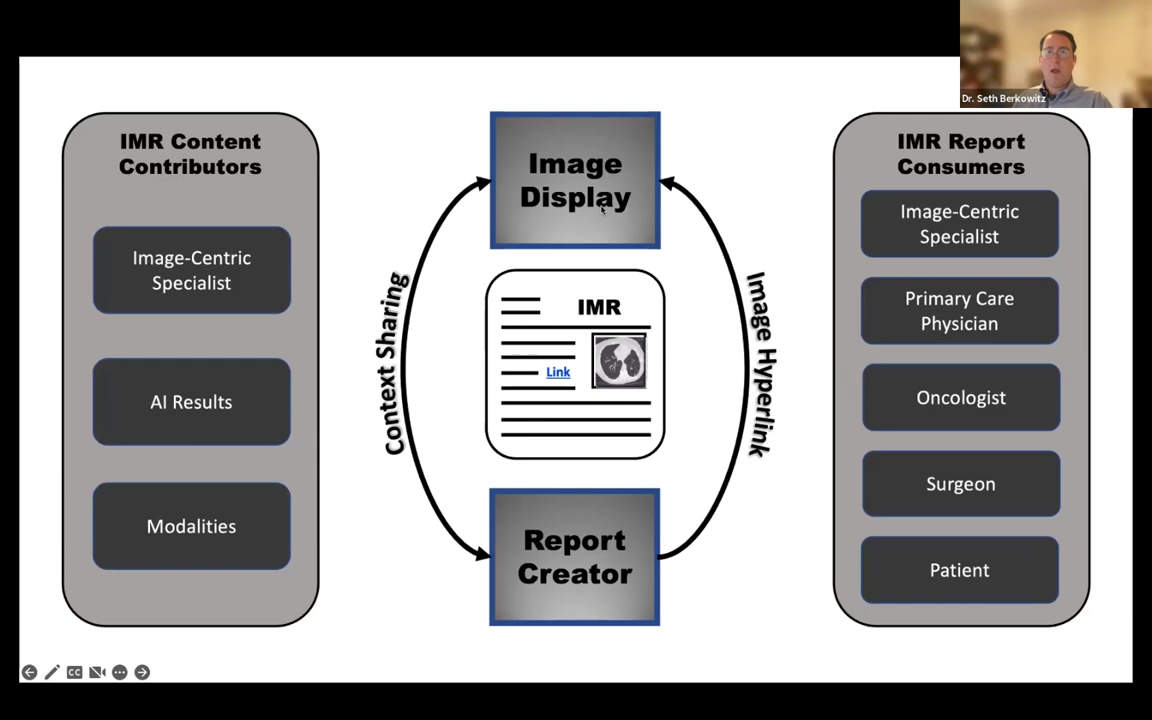 Dr. Seth Berkowitz
IMR Content
Contributors
Image-Centric
Specialist
AI Results
Modalities
Image
Display
Context Sharing
IMR
Link
Image Hyperlink
Report
Creator
IMR Report
Consumers
Image-Centric
Specialist
Primary Care
Physician
Oncologist
Surgeon
Patient
CC